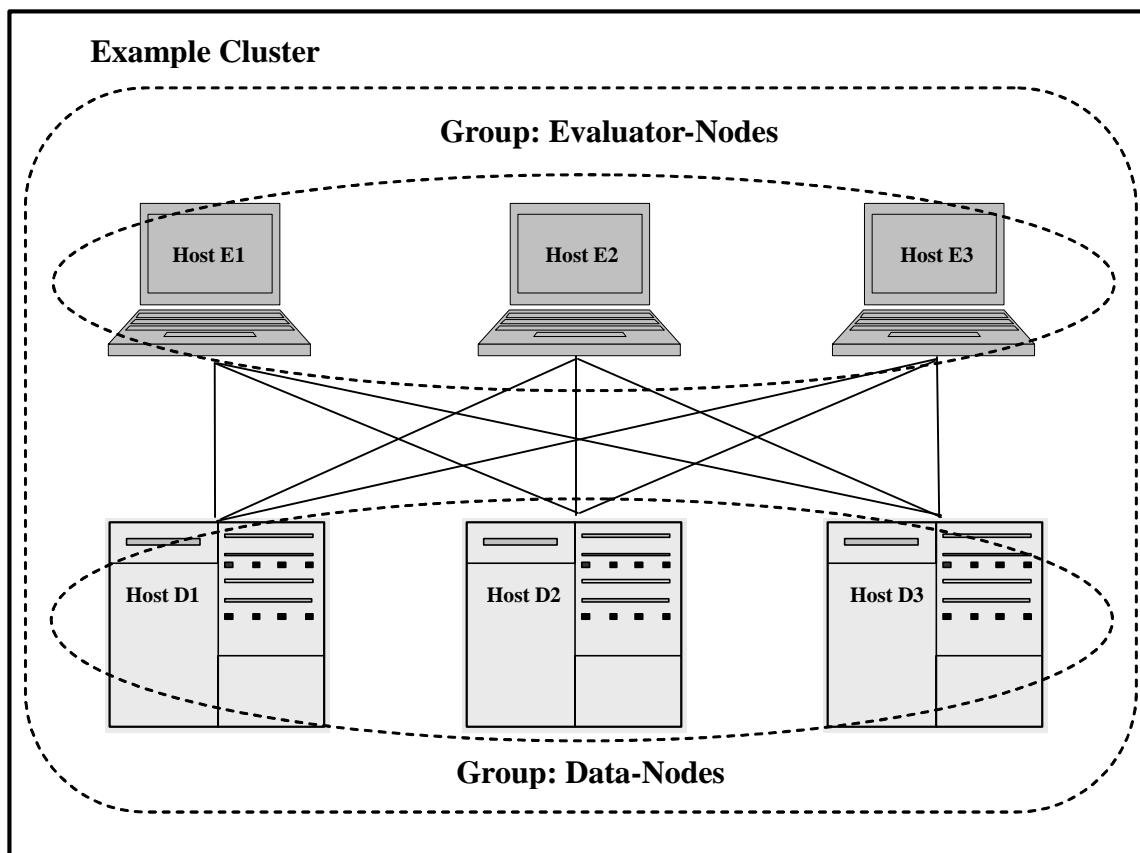 Example Cluster
Group: Evaluator-Nodes
Host E1
Host E2
Host E3
Host D1
Host D2
Host D3
Group: Data-Nodes